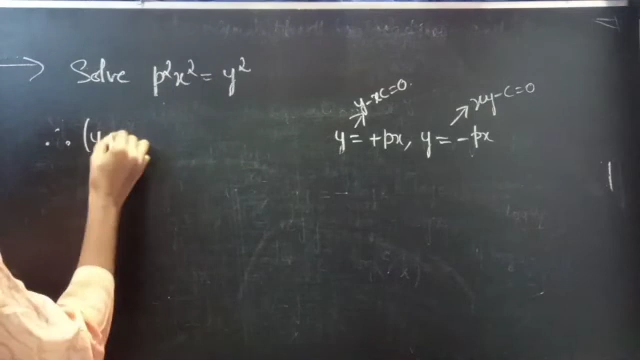 → Solve p²x² = y²
y-xc=0.
xy-c=0
y = +px, y = -px
∴ (y